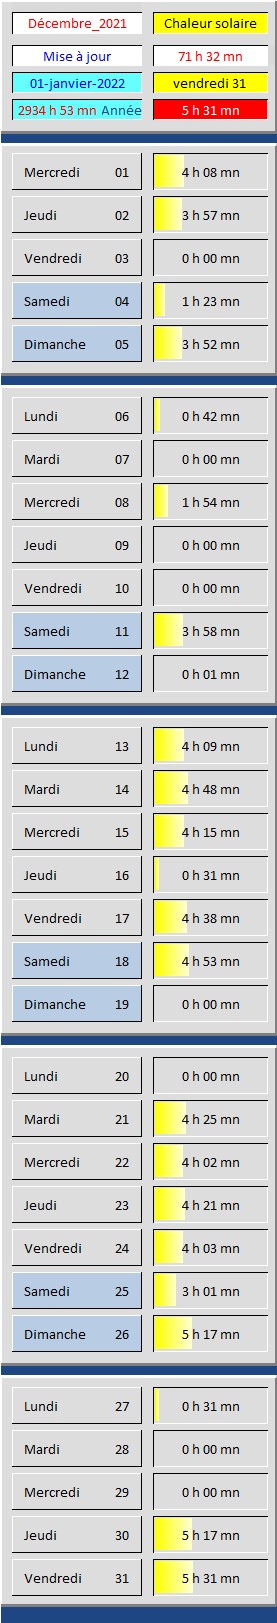 Décembre_2021 Chaleur solaire
Mise à jour 71 h 32 mn
01-janvier-2022 vendredi 31
2934 h 53 mn Année 5 h 31 mn
Mercredi 01 4 h 08 mn
Jeudi 02 3 h 57 mn
Vendredi 03 0 h 00 mn
Samedi 04 1 h 23 mn
Dimanche 05 3 h 52 mn
Lundi 06 0 h 42 mn
Mardi 07 0 h 00 mn
Mercredi 08 1 h 54 mn
Jeudi 09 0 h 00 mn
Vendredi 10 0 h 00 mn
Samedi 11 3 h 58 mn
Dimanche 12 0 h 01 mn
Lundi 13 4 h 09 mn
Mardi 14 4 h 48 mn
Mercredi 15 4 h 15 mn
Jeudi 16 0 h 31 mn
Vendredi 17 4 h 38 mn
Samedi 18 4 h 53 mn
Dimanche 19 0 h 00 mn
Lundi 20 0 h 00 mn
Mardi 21 4 h 25 mn
Mercredi 22 4 h 02 mn
Jeudi 23 4 h 21 mn
Vendredi 24 4 h 03 mn
Samedi 25 3 h 01 mn
Dimanche 26 5 h 17 mn
Lundi 27 0 h 31 mn
Mardi 28 0 h 00 mn
Mercredi 29 0 h 00 mn
Jeudi 30 5 h 17 mn
Vendredi 31 5 h 31 mn